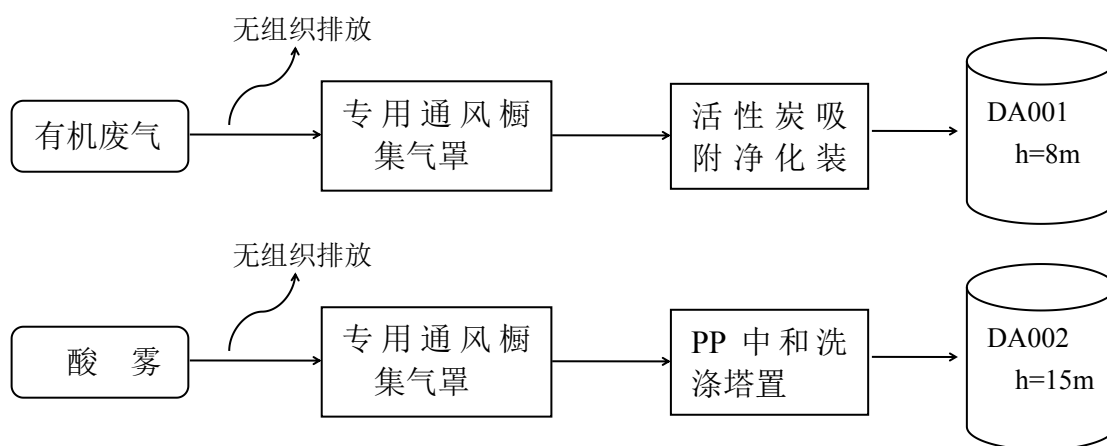 无组织排放
有机废气
专用通风橱
集气罩
活性炭吸
附净化装
DA001
h=8m
无组织排放
酸 雾
专用通风橱
集气罩
PP 中和洗
涤塔置
DA002
h=15m